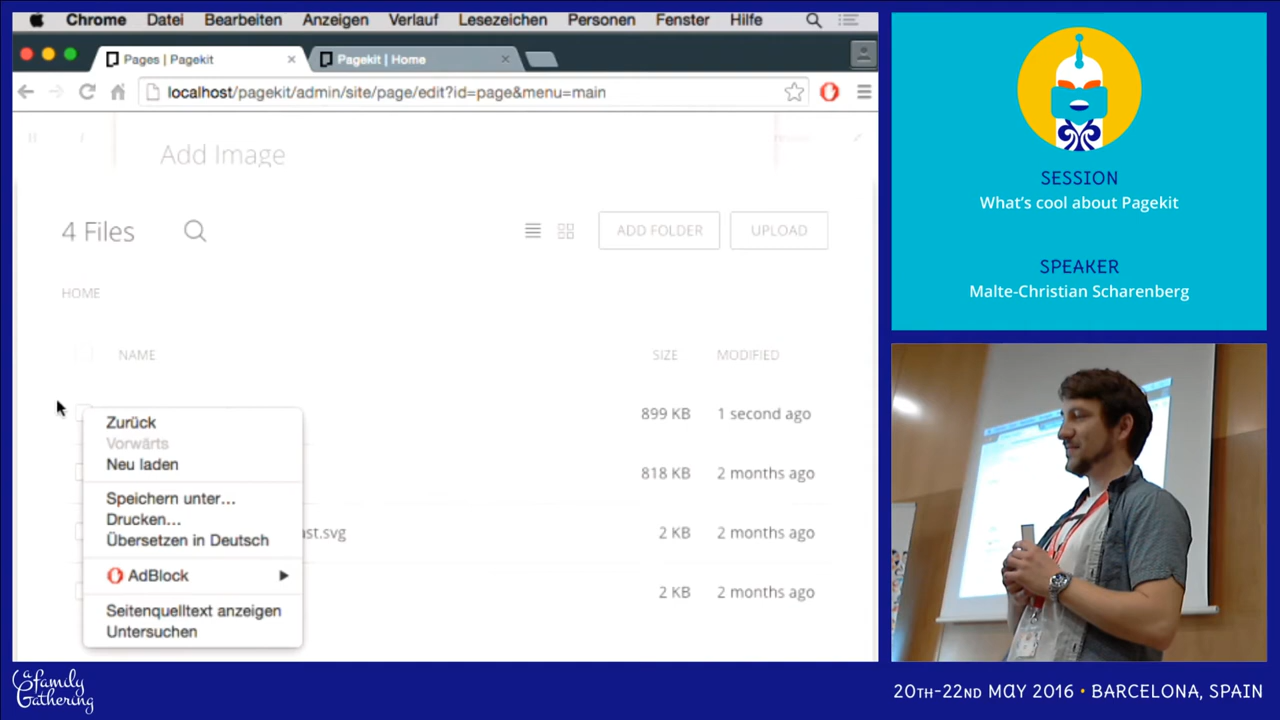 Chrome Datei Bearbeiten Anzeigen Verlauf Lesezeichen Personen Fenster Hilfe
Pages | Pagekit
Pagekit | Home
localhost/pagekit/admin/site/page/edit?id=page&menu=main
Add Image
4 Files
ADD FOLDER
UPLOAD
HOME
NAME SIZE MODIFIED
899 KB 1 second ago
818 KB 2 months ago
ast.svg 2 KB 2 months ago
2 KB 2 months ago
Zurück
Vorwärts
Neu laden
Speichern unter...
Drucken...
Übersetzen in Deutsch
AdBlock
Seitenquelltext anzeigen
Untersuchen
SESSION
What's cool about Pagekit
SPEAKER
Malte-Christian Scharenberg
a family
Gathering
20TH-22ND MAY 2016 • BARCELONA, SPAIN